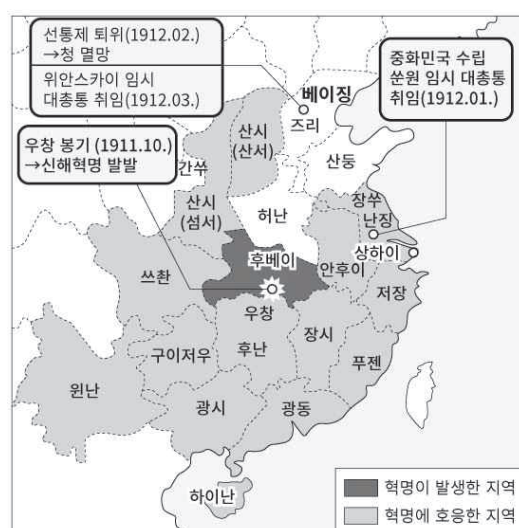 선통제 퇴위(1912.02.)
→청 멸망
위안스카이 임시
대총통 취임(1912.03.)
중화민국 수립
쑨원 임시 대총통
취임(1912.01.)
우창 봉기 (1911.10.)
→신해혁명 발발
베이징
즈리
산시
(산서)
산둥
간쑤
산시
(섬서)
허난
장쑤
난징
상하이
안후이
후베이
쓰촨
저장
우창
구이저우
후난
장시
푸젠
윈난
광시
광동
하이난
혁명이 발생한 지역
혁명에 호응한 지역